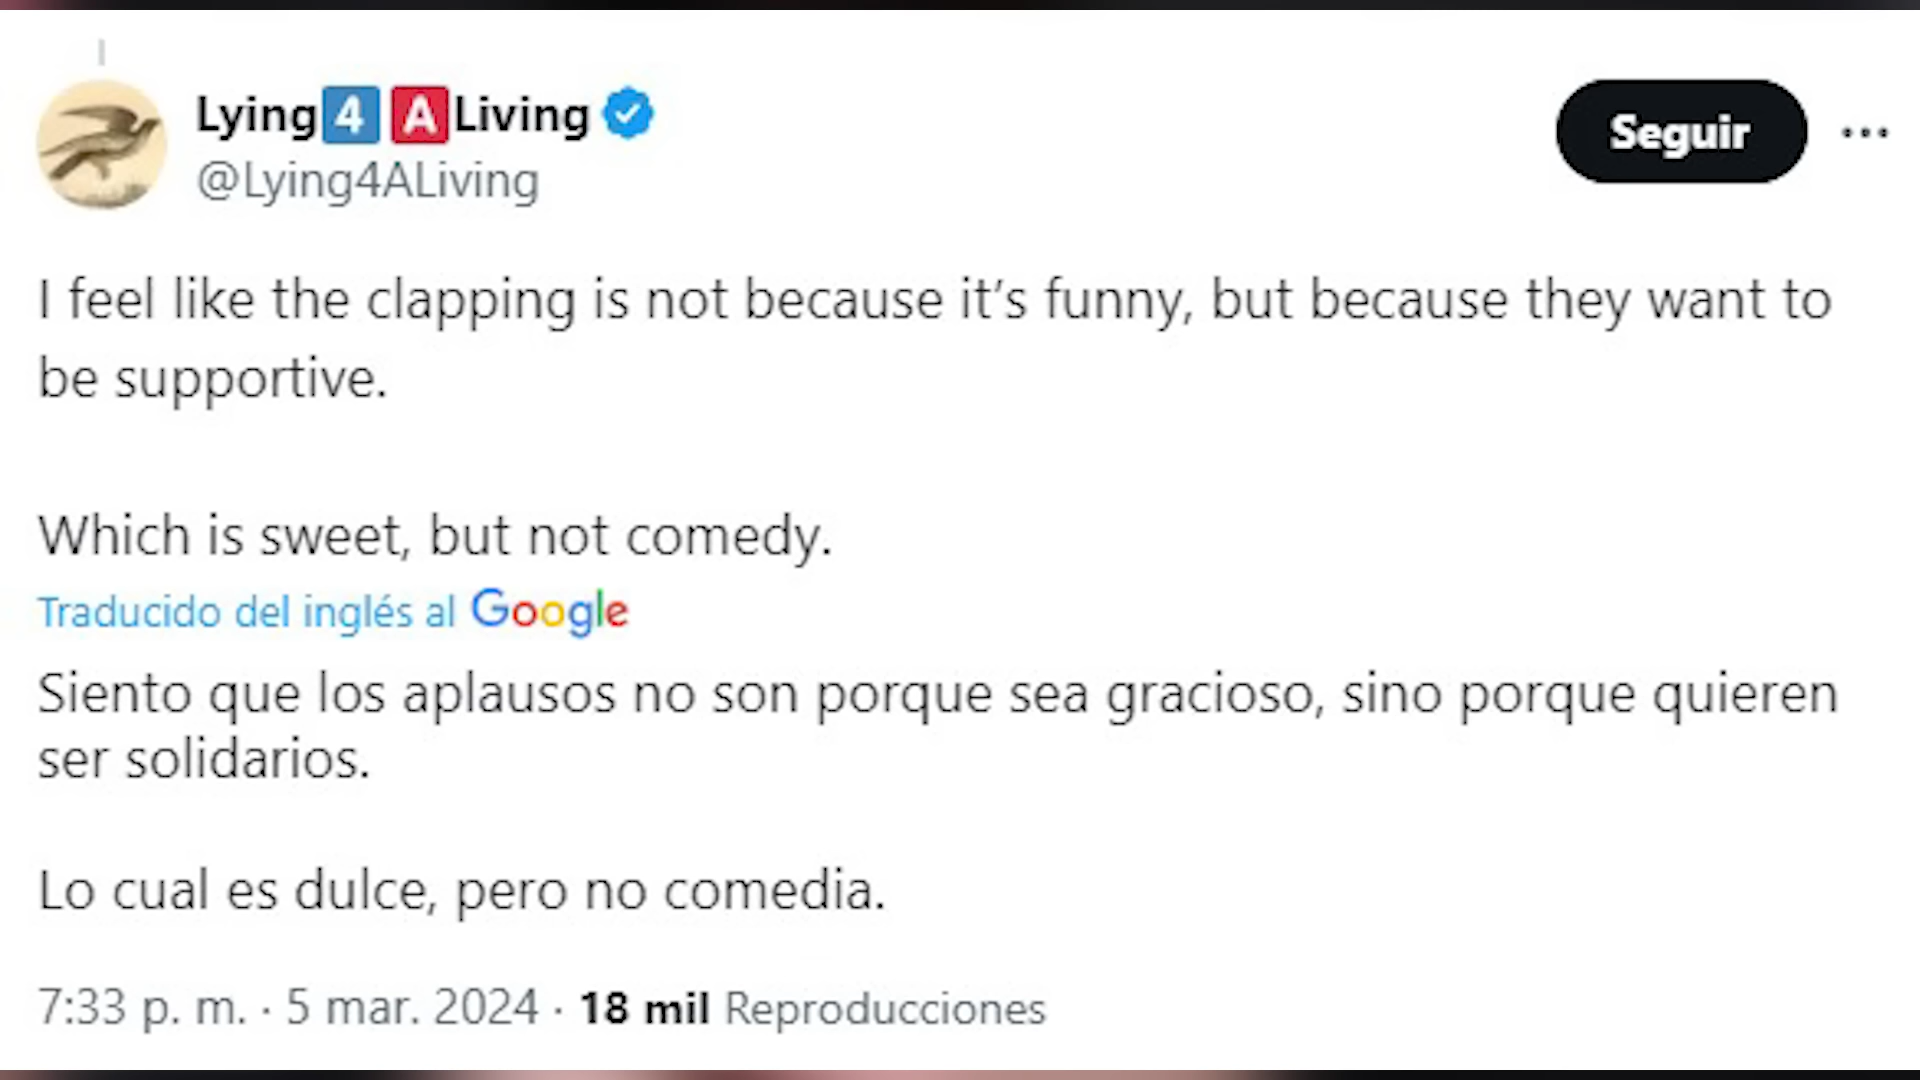 Lying4️⃣🅰️Living
@Lying4ALiving
Seguir
I feel like the clapping is not because it’s funny, but because they want to
be supportive.
Which is sweet, but not comedy.
Traducido del inglés al Google
Siento que los aplausos no son porque sea gracioso, sino porque quieren
ser solidarios.
Lo cual es dulce, pero no comedia.
7:33 p. m. · 5 mar. 2024 · 18 mil Reproducciones